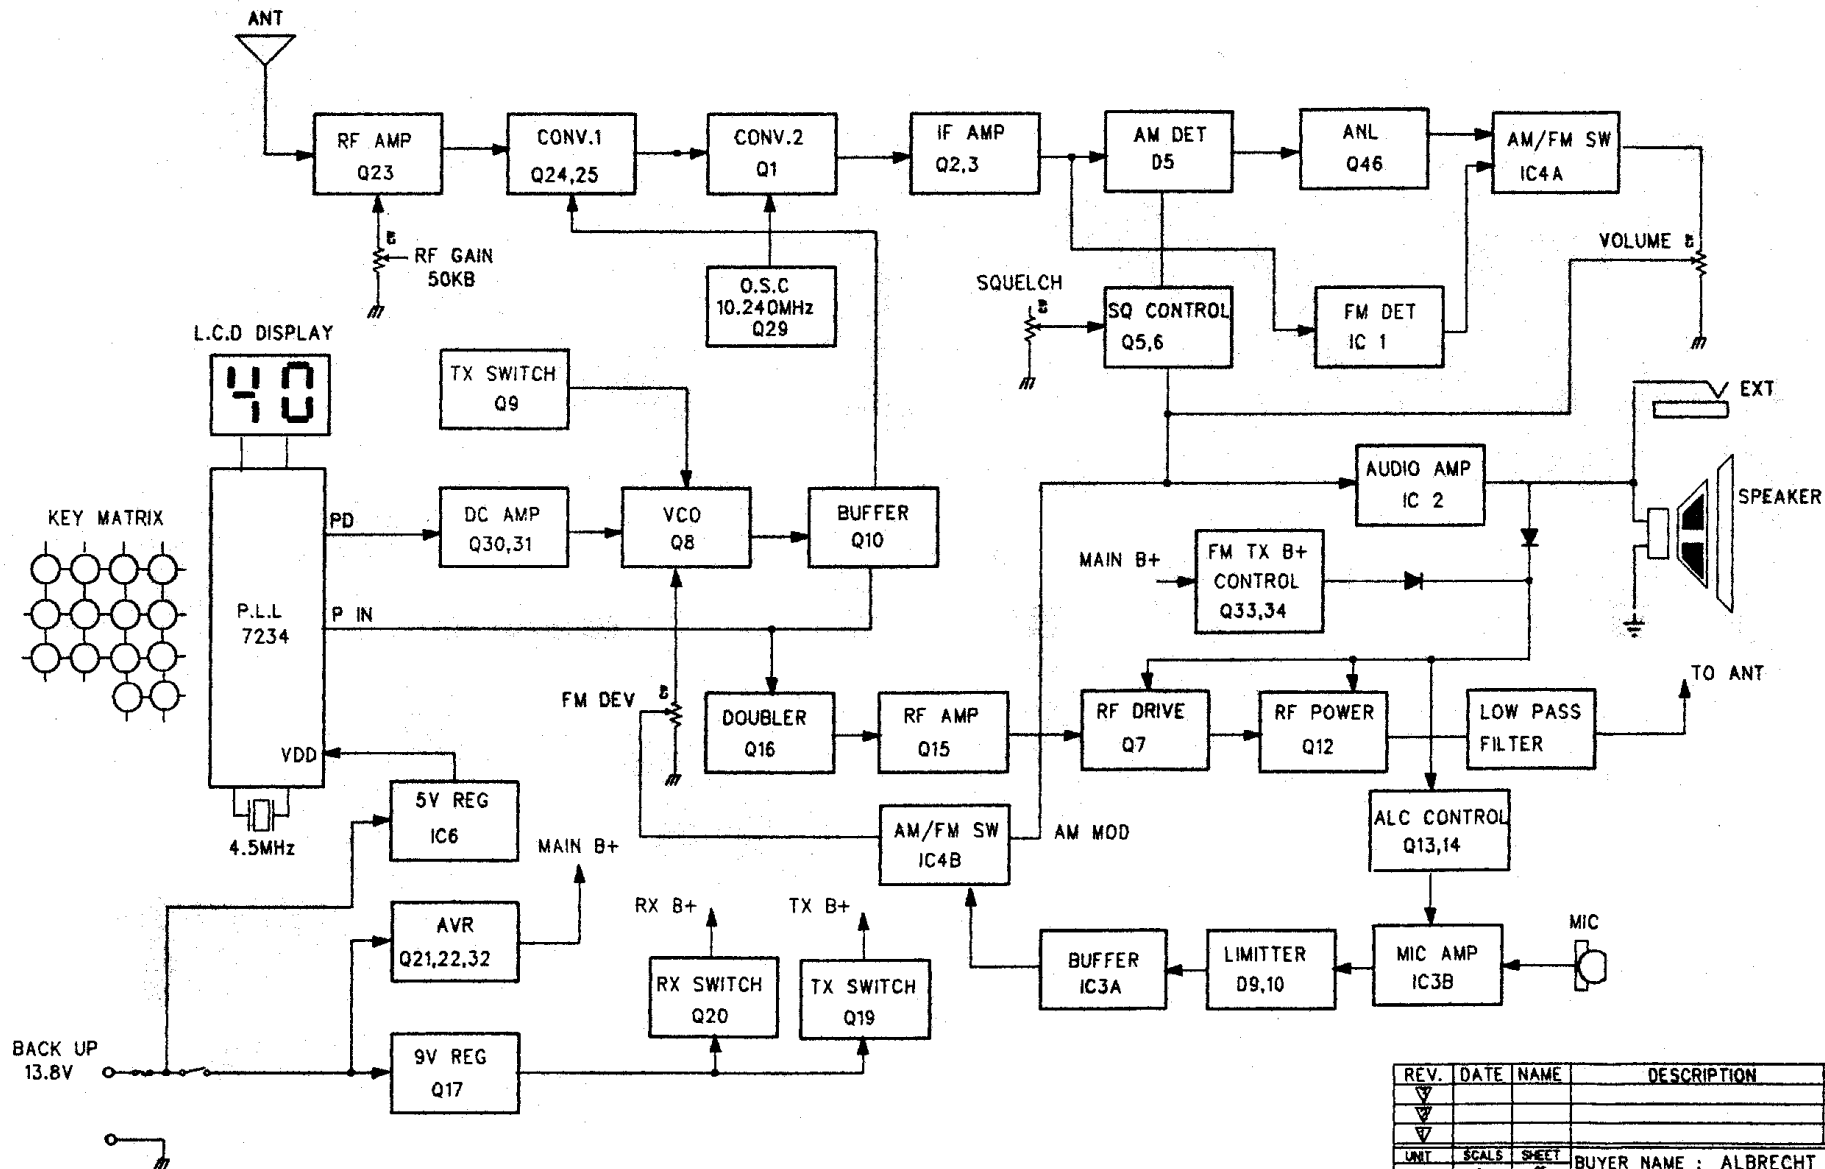 ANT
RF AMP
Q23
CONV.1
Q24,25
CONV.2
Q1
IF AMP
Q2,3
AM DET
D5
ANL
Q46
AM/FM SW
IC4A
RF GAIN
50KB
O.S.C
10.240MHz
Q29
SQUELCH
SQ CONTROL
Q5,6
FM DET
IC 1
VOLUME
L.C.D DISPLAY
40
TX SWITCH
Q9
EXT
KEY MATRIX
P.L.L
7234
PD
P IN
VDD
4.5MHz
DC AMP
Q30,31
VCO
Q8
BUFFER
Q10
AUDIO AMP
IC 2
SPEAKER
MAIN B+
FM TX B+
CONTROL
Q33,34
FM DEV
DOUBLER
Q16
RF AMP
Q15
RF DRIVE
Q7
RF POWER
Q12
LOW PASS
FILTER
TO ANT
5V REG
IC6
MAIN B+
AM/FM SW
IC4B
AM MOD
ALC CONTROL
Q13,14
AVR
Q21,22,32
RX B+
TX B+
RX SWITCH
Q20
TX SWITCH
Q19
BUFFER
IC3A
LIMITTER
D9,10
MIC AMP
IC3B
MIC
BACK UP
13.8V
9V REG
Q17
REV. DATE NAME DESCRIPTION
UNIT SCALS SHEET
BUYER NAME : ALBRECHT